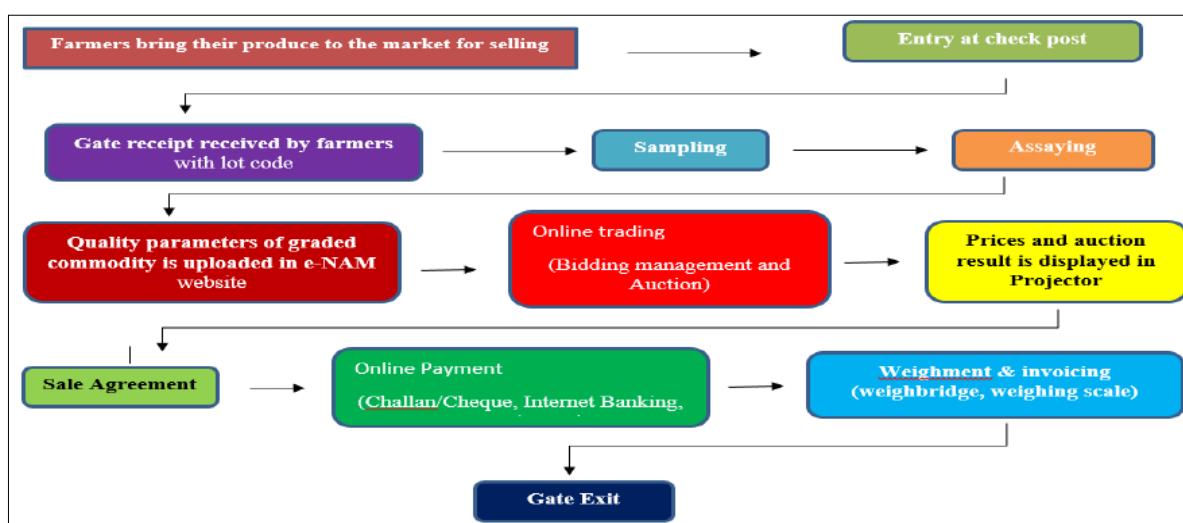 Farmers bring their produce to the market for selling
Entry at check post
Gate receipt received by farmers
with lot code
Sampling
Assaying
Quality parameters of graded
commodity is uploaded in e-NAM
website
Online trading
(Bidding management and
Auction)
Prices and auction
result is displayed in
Projector
Sale Agreement
Online Payment
(Challan/Cheque, Internet Banking,
Weighment & invoicing
(weighbridge, weighing scale)
Gate Exit